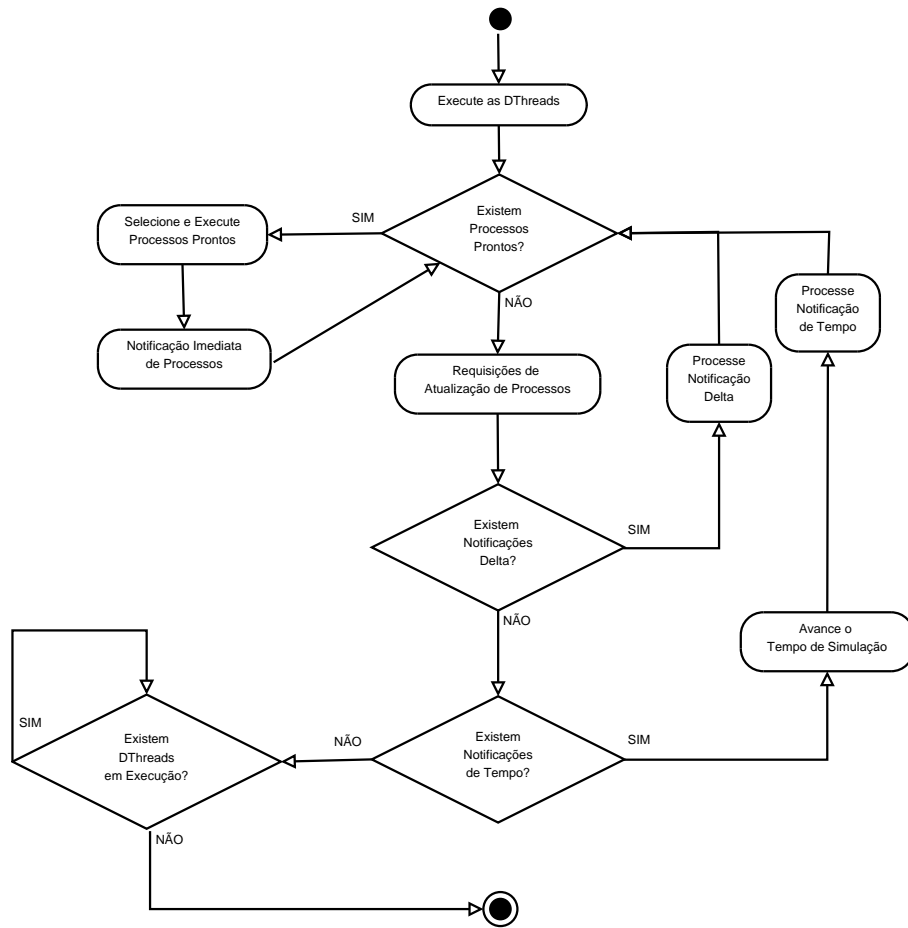 Execute as DThreads
Existem
Processos
Prontos?
SIM
Selecione e Execute
Processos Prontos
Notificação Imediata
de Processos
NÃO
Requisições de
Atualização de Processos
Processe
Notificação
Delta
Processe
Notificação
de Tempo
Existem
Notificações
Delta?
SIM
NÃO
Avance o
Tempo de Simulação
Existem
Notificações
de Tempo?
SIM
NÃO
Existem
DThreads
em Execução?
SIM
NÃO